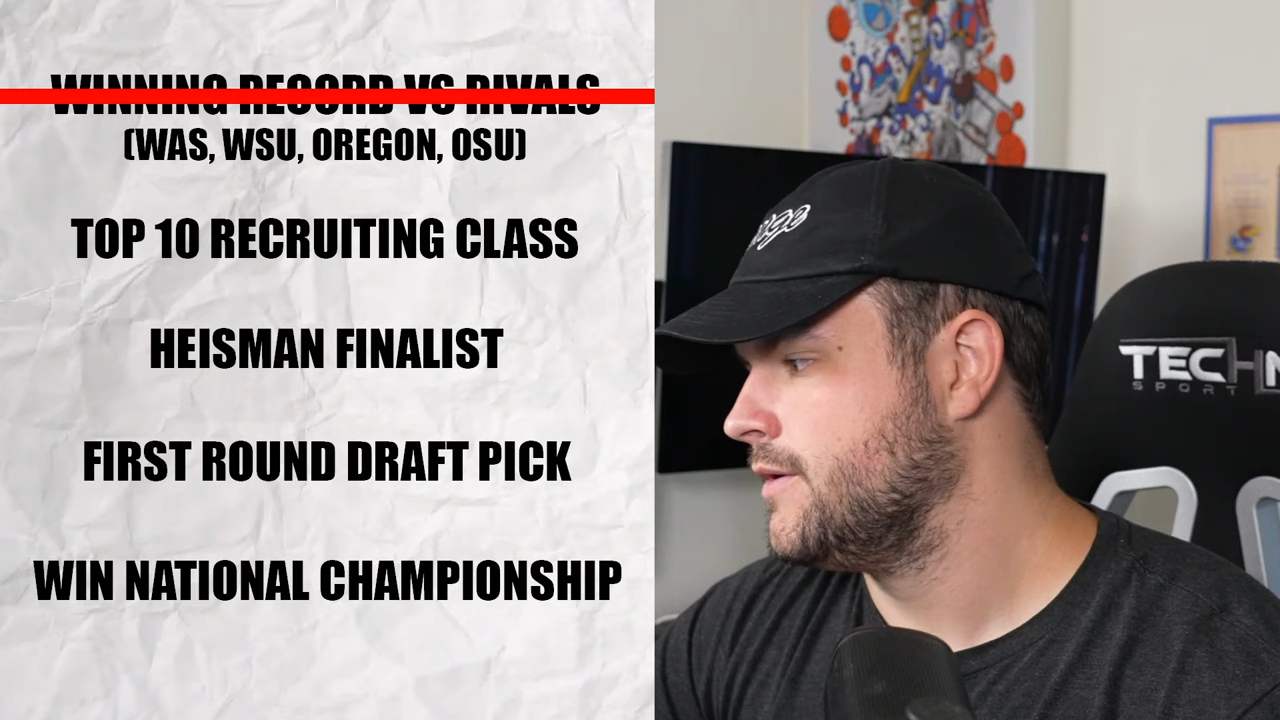 WINNING RECORD VS RIVALS
(WAS, WSU, OREGON, OSU)
TOP 10 RECRUITING CLASS
HEISMAN FINALIST
FIRST ROUND DRAFT PICK
WIN NATIONAL CHAMPIONSHIP
SPORT